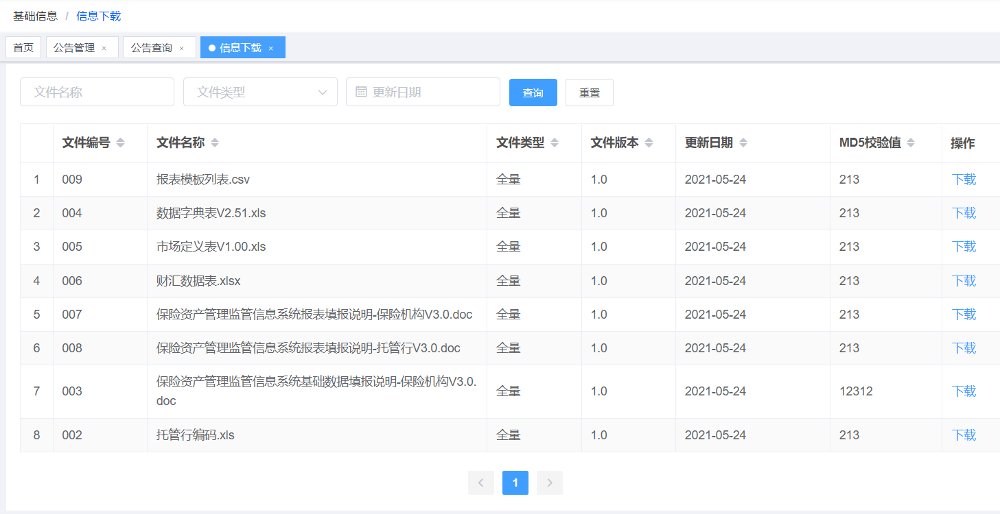 基础信息 / 信息下载
首页 公告管理 × 公告查询 × 信息下载 ×
文件名称 文件类型 更新日期 查询 重置
文件编号 文件名称 文件类型 文件版本 更新日期 MD5校验值 操作
1 009 报表模板列表.csv 全量 1.0 2021-05-24 213 下载
2 004 数据字典表V2.51.xls 全量 1.0 2021-05-24 213 下载
3 005 市场定义表V1.00.xls 全量 1.0 2021-05-24 213 下载
4 006 财汇数据表.xlsx 全量 1.0 2021-05-24 213 下载
5 007 保险资产管理监管信息系统报表填报说明-保险机构V3.0.doc 全量 1.0 2021-05-24 213 下载
6 008 保险资产管理监管信息系统报表填报说明-托管行V3.0.doc 全量 1.0 2021-05-24 213 下载
7 003 保险资产管理监管信息系统基础数据填报说明-保险机构V3.0. 全量 1.0 2021-05-24 12312 下载
doc
8 002 托管行编码.xls 全量 1.0 2021-05-24 213 下载
1